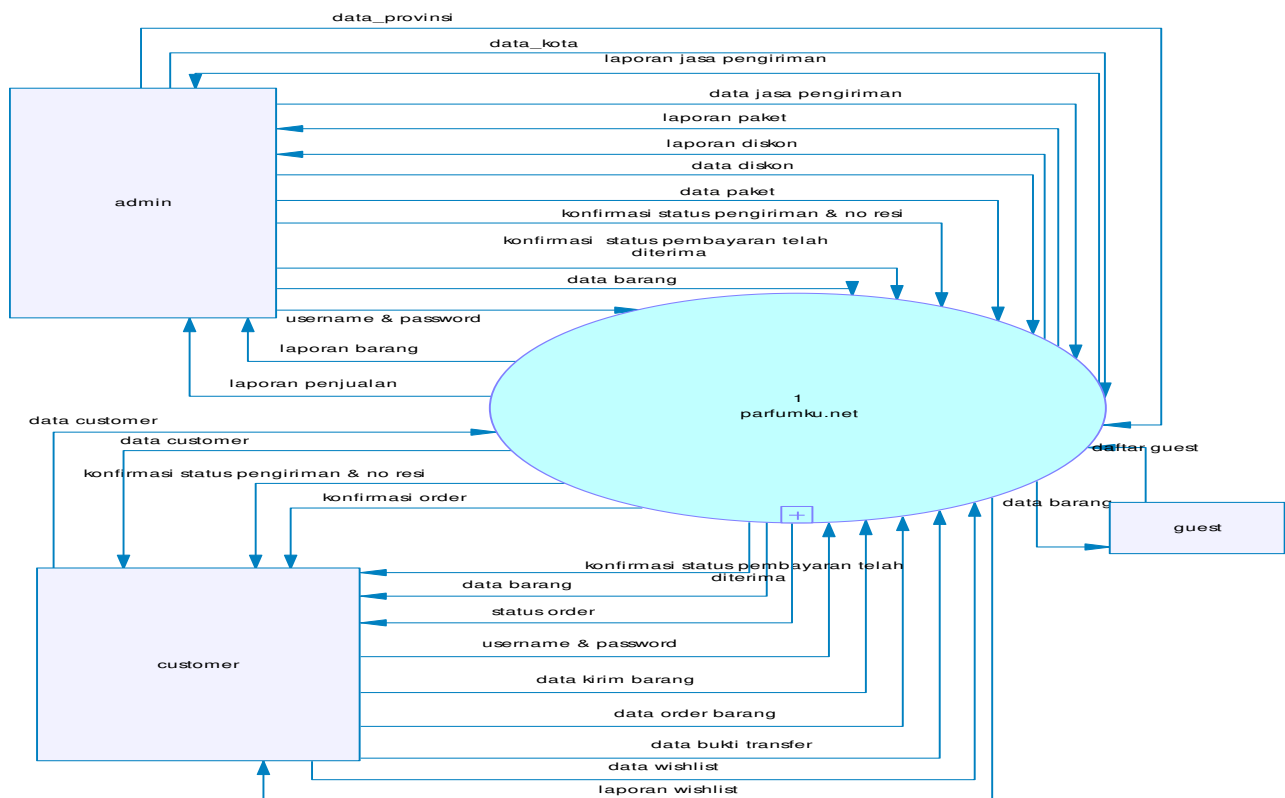 data_provinsi
data_kota
laporan jasa pengiriman
data jasa pengiriman
laporan paket
laporan diskon
data diskon
data paket
admin
konfirmasi status pengiriman & no resi
konfirmasi status pembayaran telah
diterima
data barang
username & password
laporan barang
laporan penjualan
1
parfumku.net
data customer
data customer
daftar guest
konfirmasi status pengiriman & no resi
konfirmasi order
data barang
guest
konfirmasi status pembayaran telah
diterima
data barang
status order
username & password
customer
data kirim barang
data order barang
data bukti transfer
data wishlist
laporan wishlist